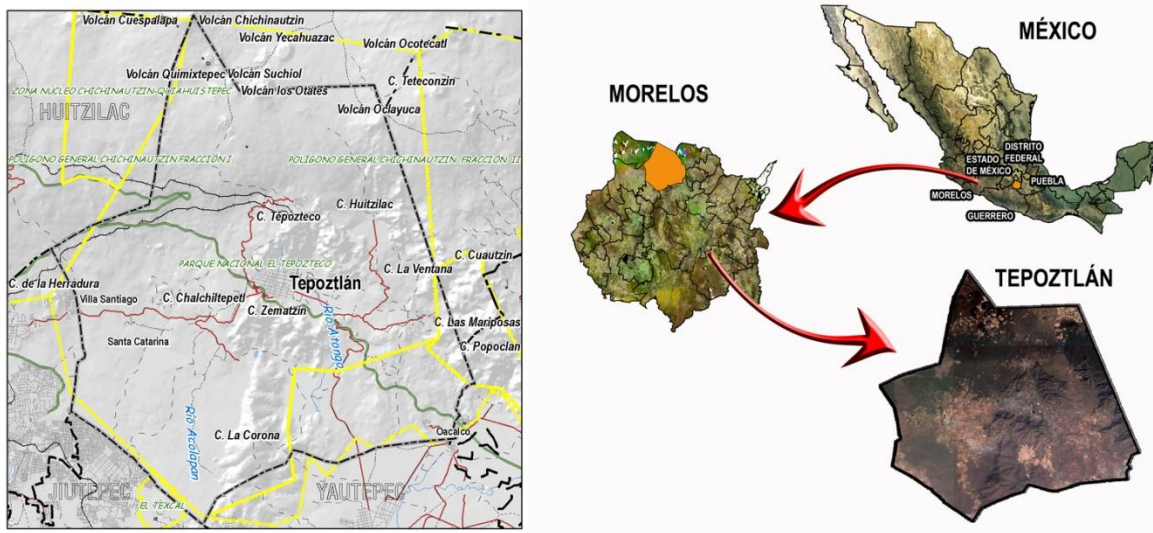 Volcán Cuespalapa
Volcán Chichinautzin
Volcán Yecahuazac
Volcán Ocotecatl
Volcán Quimixtepec
Volcán Suchiol
C. Teteconzin
ZONA NÚCLEO CHICHINAUTZIN-QUIAHUISTEPEC
Volcán los Otates
HUITZILAC
Volcán Oclayuca
POLÍGONO GENERAL CHICHINAUTZIN FRACCIÓN I
POLÍGONO GENERAL CHICHINAUTZIN FRACCIÓN II
C. Huitzilac
C. Tepozteco
C. Cuautzin
PARQUE NACIONAL EL TEPOZTECO
C. La Ventana
C. de la Herradura
Tepoztlán
Villa Santiago
C. Chalchiltepetl
C. Zematzin
Río Atongo
C. Las Mariposas
Santa Catarina
C. Popoclan
Río Acolapan
C. La Corona
Oacalco
JIUTEPEC
EL TEXCAL
YAUTEPEC
MÉXICO
MORELOS
DISTRITO
FEDERAL
ESTADO
DE MÉXICO
PUEBLA
MORELOS
GUERRERO
TEPOZTLÁN